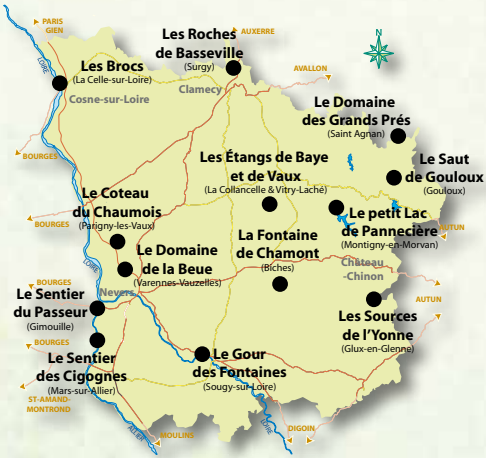 PARIS
GIEN
AUXERRE
Les Roches
de Basseville
(Surgy)
LOIRE
Les Brocs
(La Celle-sur-Loire)
Cosne-sur-Loire
Clamecy
AVALLON
Le Domaine
des Grands Prés
(Saint Agnan)
BOURGES
Les Étangs de Baye
et de Vaux
(La Collancelle & Vitry-Laché)
Le Saut
de Gouloux
(Gouloux)
Le Coteau
du Chaumois
(Parigny-les-Vaux)
BOURGES
Le petit Lac
de Pannecière
(Montigny-en-Morvan)
AUTUN
La Fontaine
de Chamont
(Biches)
Le Domaine
de la Beue
(Varennes-Vauzelles)
LOIRE
Château
-Chinon
BOURGES
Nevers
Le Sentier
du Passeur
(Gimouille)
AUTUN
Les Sources
de l'Yonne
(Glux-en-Glenne)
BOURGES
Le Sentier
des Cigognes
(Mars-sur-Allier)
Le Gour
des Fontaines
(Sougy-sur-Loire)
ST-AMAND-
MONTROND
ALLIER
MOULINS
LOIRE
DIGOIN